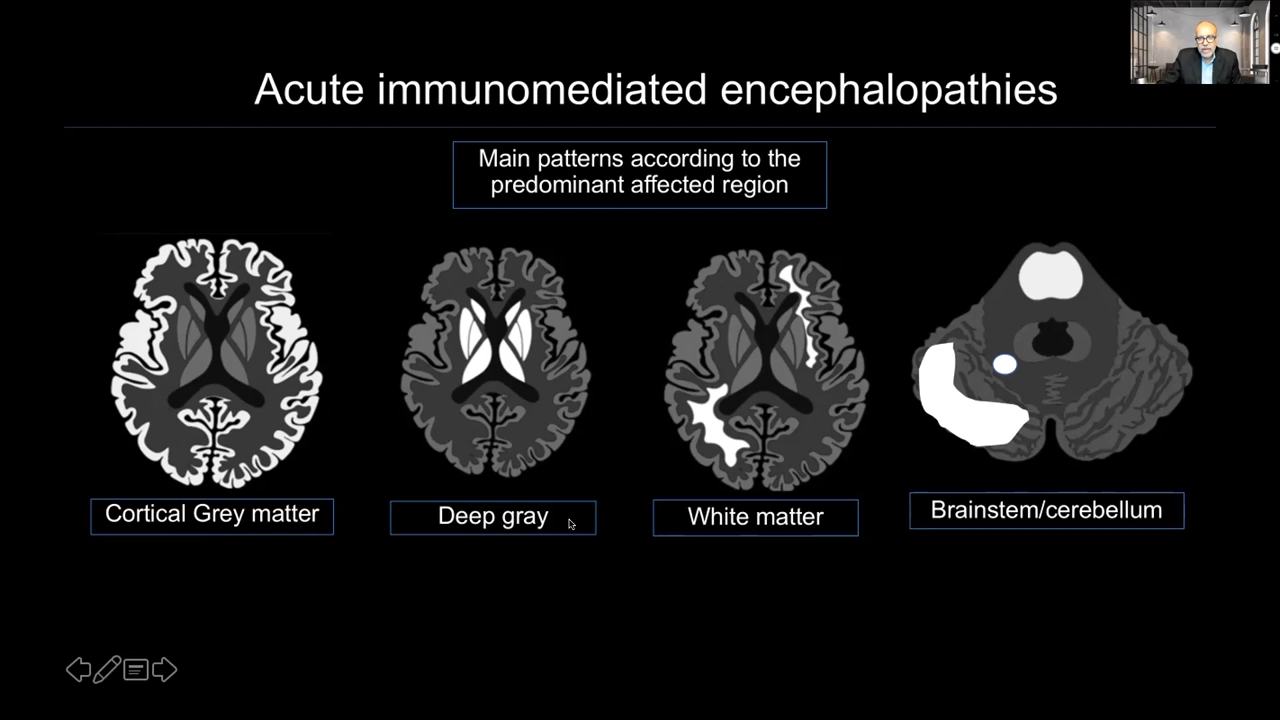 Acute immunomediated encephalopathies
Main patterns according to the
predominant affected region
Cortical Grey matter
Deep gray
White matter
Brainstem/cerebellum